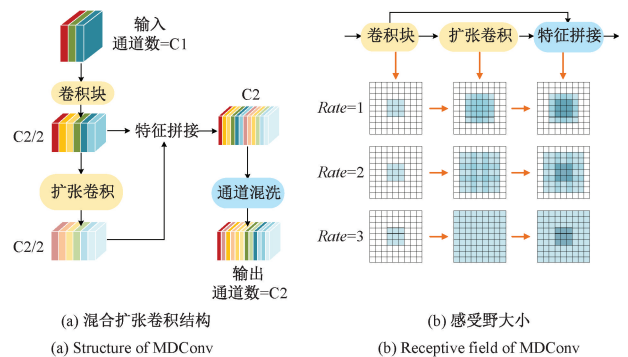 输入
通道数=C1
卷积块
C2/2
特征拼接
C2
扩张卷积
通道混洗
C2/2
输出
通道数=C2
(a) 混合扩张卷积结构
(a) Structure of MDConv
卷积块
扩张卷积
特征拼接
Rate=1
Rate=2
Rate=3
(b) 感受野大小
(b) Receptive field of MDConv